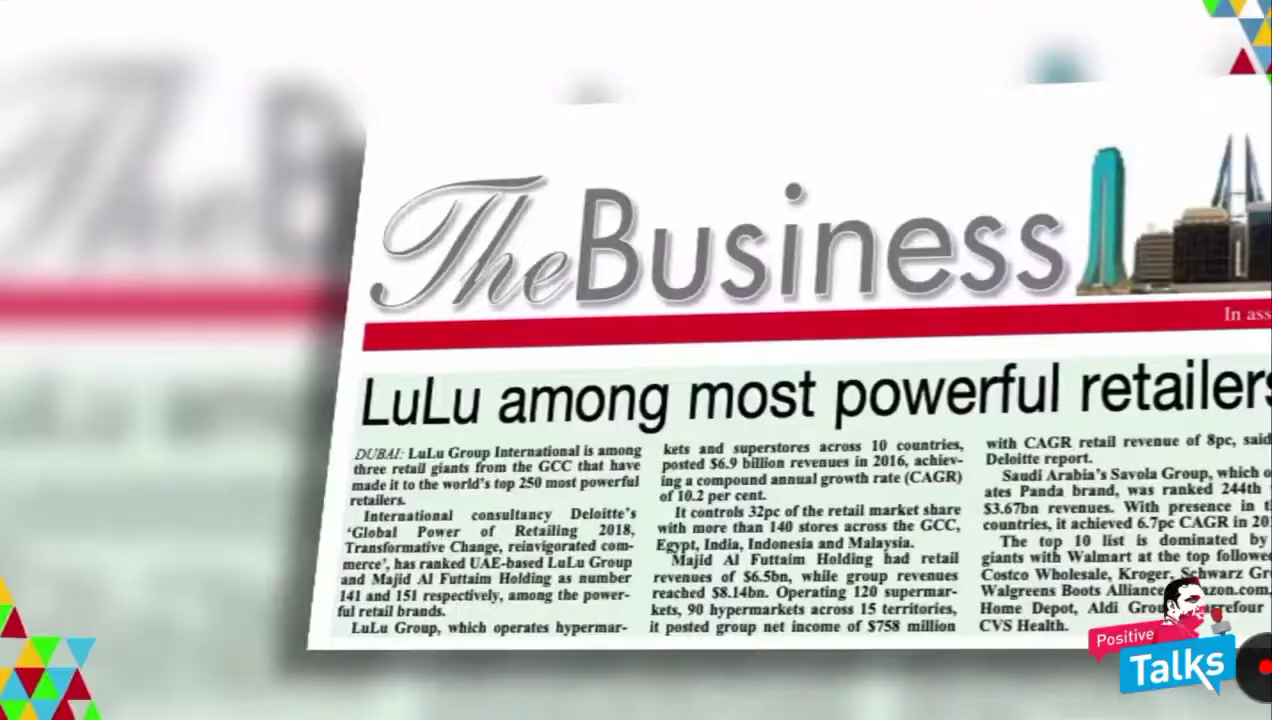 The Business
In ass
LuLu among most powerful retailers
DUBAI: LuLu Group International is among
three retail giants from the GCC that have
made it to the world's top 250 most powerful
retailers.
International consultancy Deloitte's
'Global Power of Retailing 2018,
Transformative Change, reinvigorated com-
merce', has ranked UAE-based LuLu Group
and Majid Al Futtaim Holding as number
141 and 151 respectively, among the power-
ful retail brands.
LuLu Group, which operates hypermar-
kets and superstores across 10 countries,
posted $6.9 billion revenues in 2016, achiev-
ing a compound annual growth rate (CAGR)
of 10.2 per cent.
It controls 32pc of the retail market share
with more than 140 stores across the GCC,
Egypt, India, Indonesia and Malaysia.
Majid Al Futtaim Holding had retail
revenues of $6.5bn, while group revenues
reached $8.14bn. Operating 120 supermar-
kets, 90 hypermarkets across 15 territories,
it posted group net income of $758 million
with CAGR retail revenue of 8pc, said
Deloitte report.
Saudi Arabia's Savola Group, which o
ates Panda brand, was ranked 244th
$3.67bn revenues. With presence in
countries, it achieved 6.7pc CAGR in 20
The top 10 list is dominated by
giants with Walmart at the top followe
Costco Wholesale, Kroger, Schwarz Gr
Walgreens Boots Alliance, zon.com,
Home Depot, Aldi Grou refour
CVS Health.
Positive
Talks